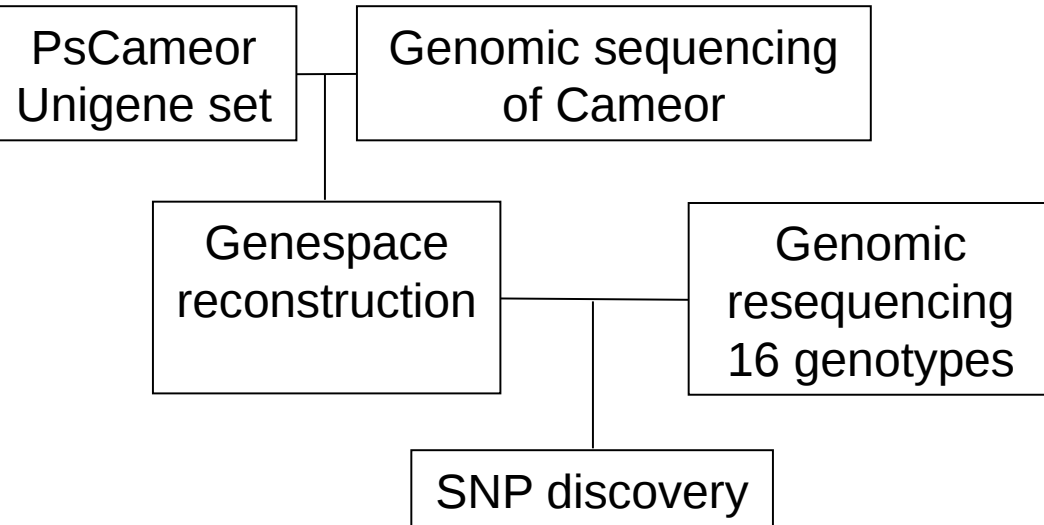 PsCameor
Unigene set
Genomic sequencing
of Cameor
Genespace
reconstruction
Genomic
resequencing
16 genotypes
SNP discovery